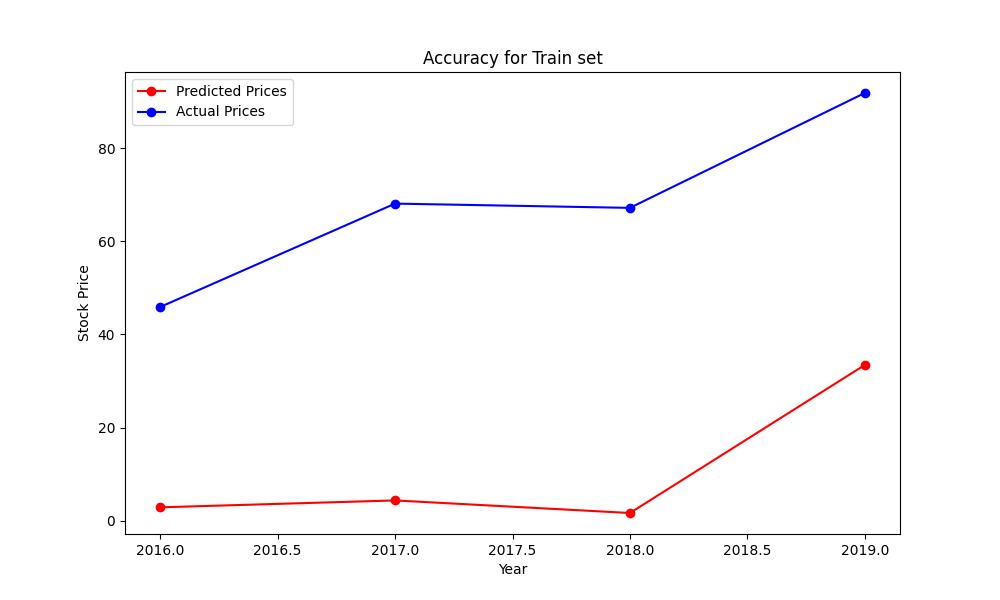 Accuracy for Train set
Predicted Prices
Actual Prices
80
60
40
20
0
Stock Price
2016.0 2016.5 2017.0 2017.5 2018.0 2018.5 2019.0
Year